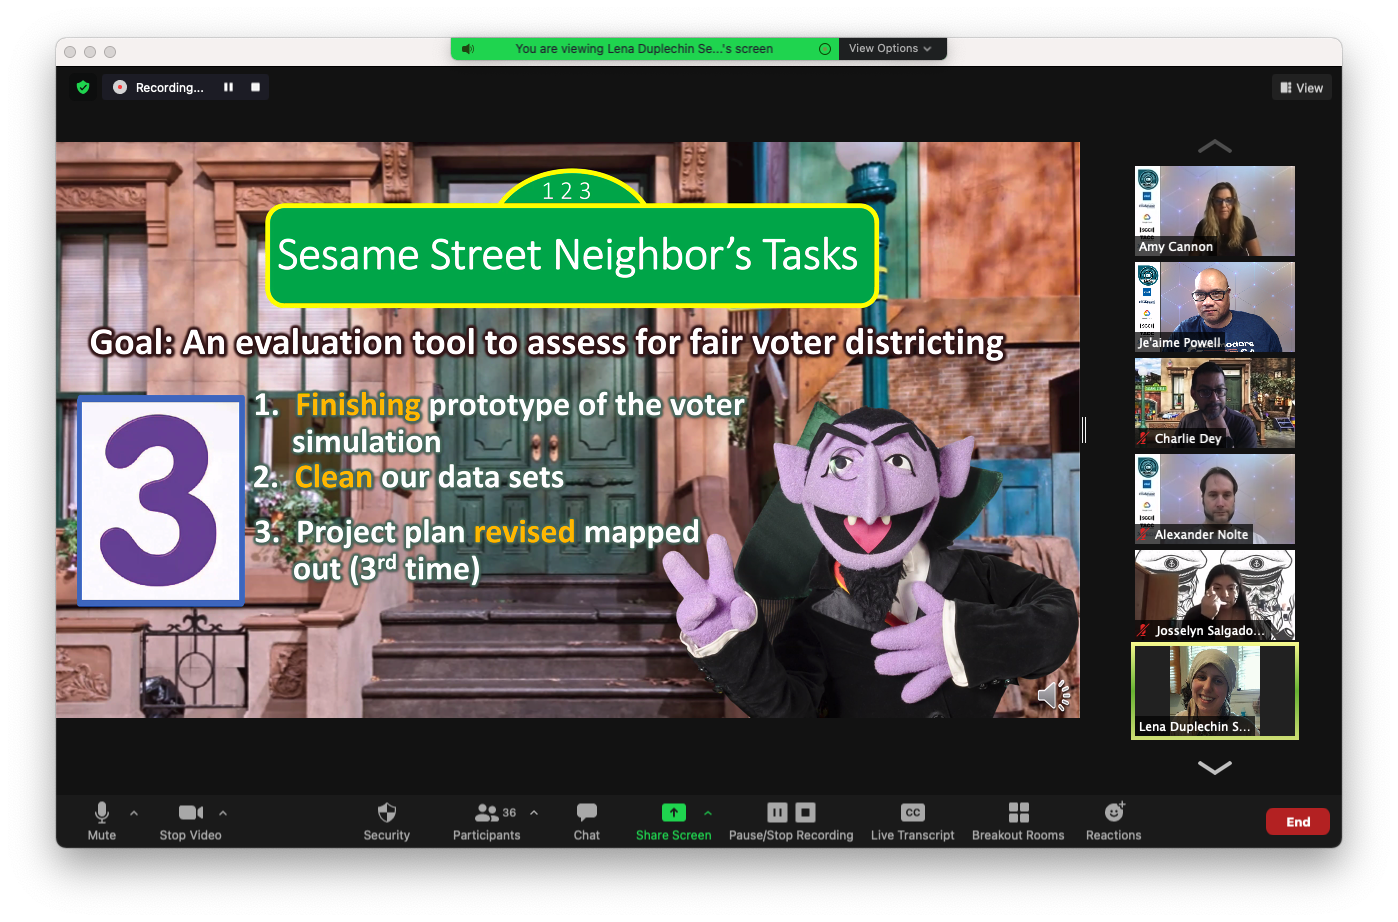 You are viewing Lena Duplechin Se...'s screen
View Options
Recording...
View
1 2 3
Sesame Street Neighbor's Tasks
Goal: An evaluation tool to assess for fair voter districting
1. Finishing prototype of the voter
simulation
2. Clean our data sets
3. Project plan revised mapped
out (3rd time)
3
Amy Cannon
Je'aime Powell
Charlie Dey
Alexander Nolte
Josselyn Salgado...
Lena Duplechin S...
Mute
Stop Video
Security
36
Participants
Chat
Share Screen
Pause/Stop Recording
CC
Live Transcript
Breakout Rooms
Reactions
End